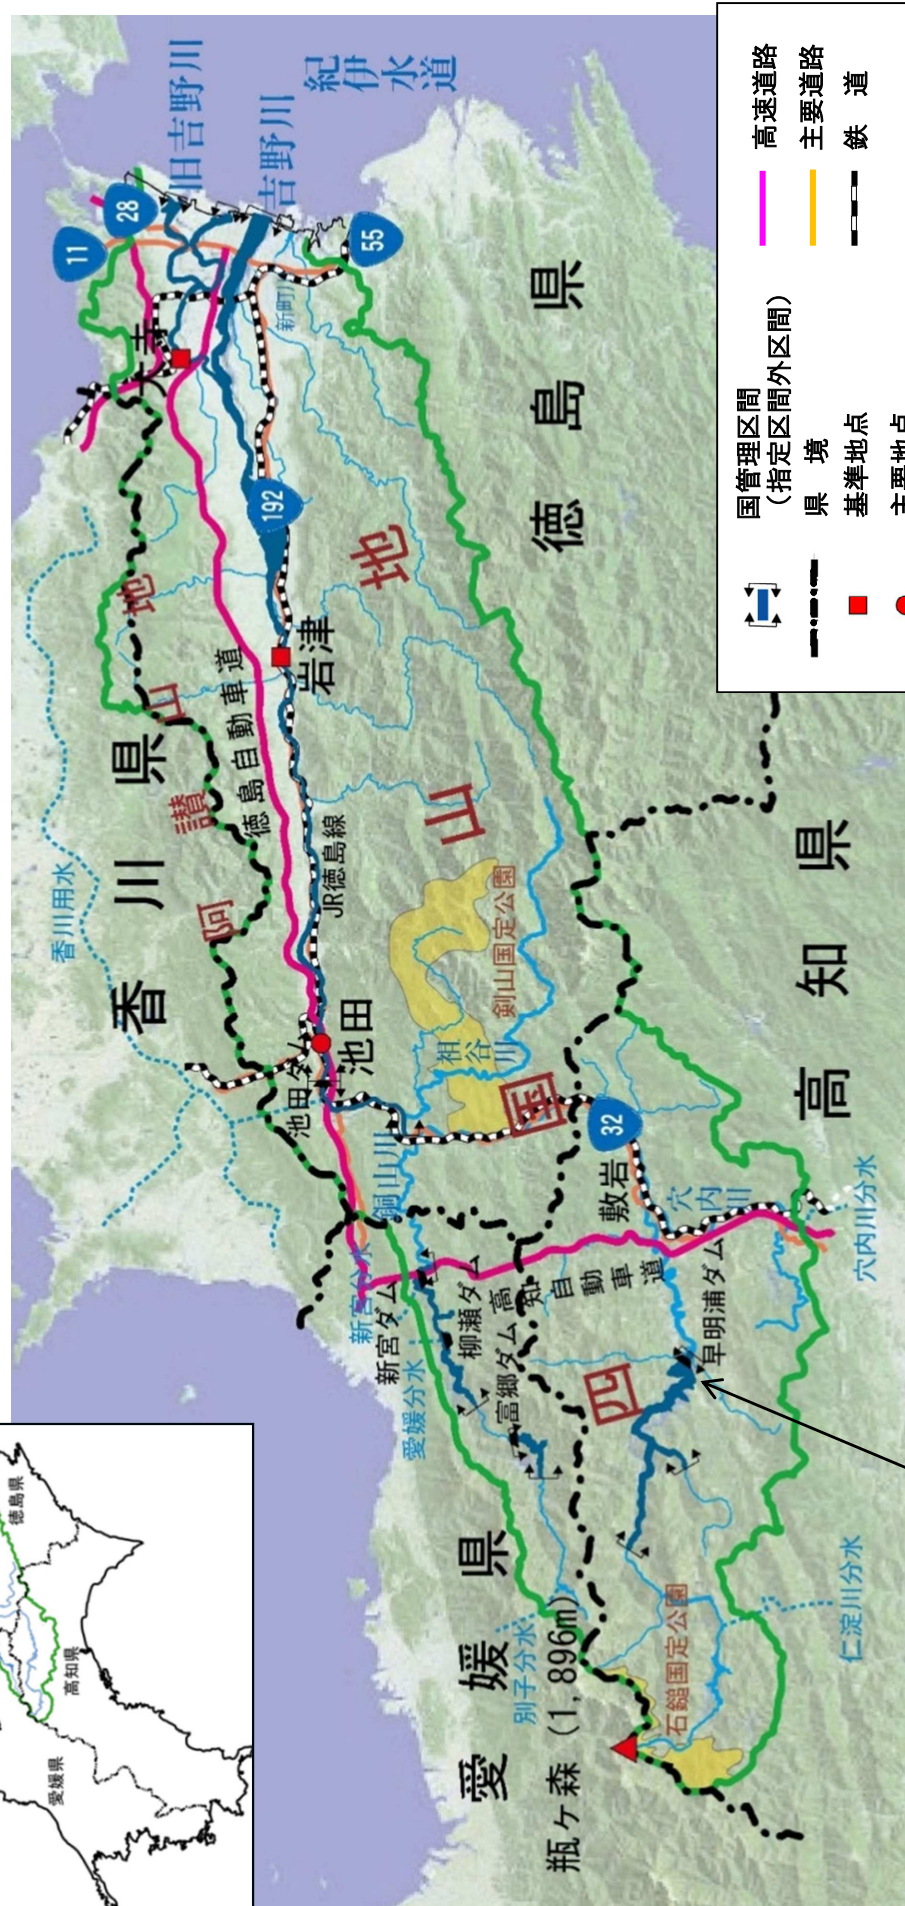 11
28
55
192
32
旧吉野川
吉野川
紀伊水道
新町川
大寺
岩津
池田
池田ダム
敷岩
徳島県
香川県
愛媛県
高知県
阿讃山地
四国山地
徳島自動車道
JR徳島線
高知自動車道
香川用水
剣山国定公園
祖谷川
銅山川
穴内川
穴内川分水
新宮分水
新宮ダム
柳瀬ダム
富郷ダム
愛媛分水
早明浦ダム
別子分水
仁淀川分水
石鎚国定公園
瓶ヶ森(1,896m)
国管理区間
(指定区間外区間)
県境
基準地点
主要地点
高速道路
主要道路
鉄道
徳島県
高知県
愛媛県